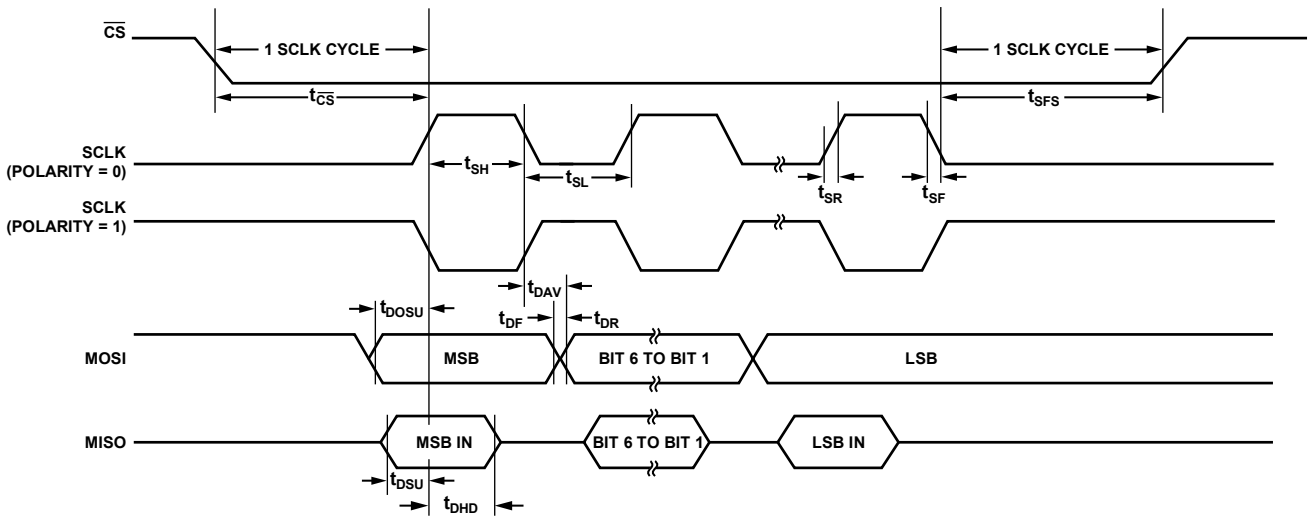 CS
1 SCLK CYCLE
1 SCLK CYCLE
tCS
tSFS
SCLK
(POLARITY = 0)
tSH
tSL
tSR
tSF
SCLK
(POLARITY = 1)
tDAV
tDOSU
tDF
tDR
MOSI
MSB
BIT 6 TO BIT 1
LSB
MISO
MSB IN
BIT 6 TO BIT 1
LSB IN
tDSU
tDHD